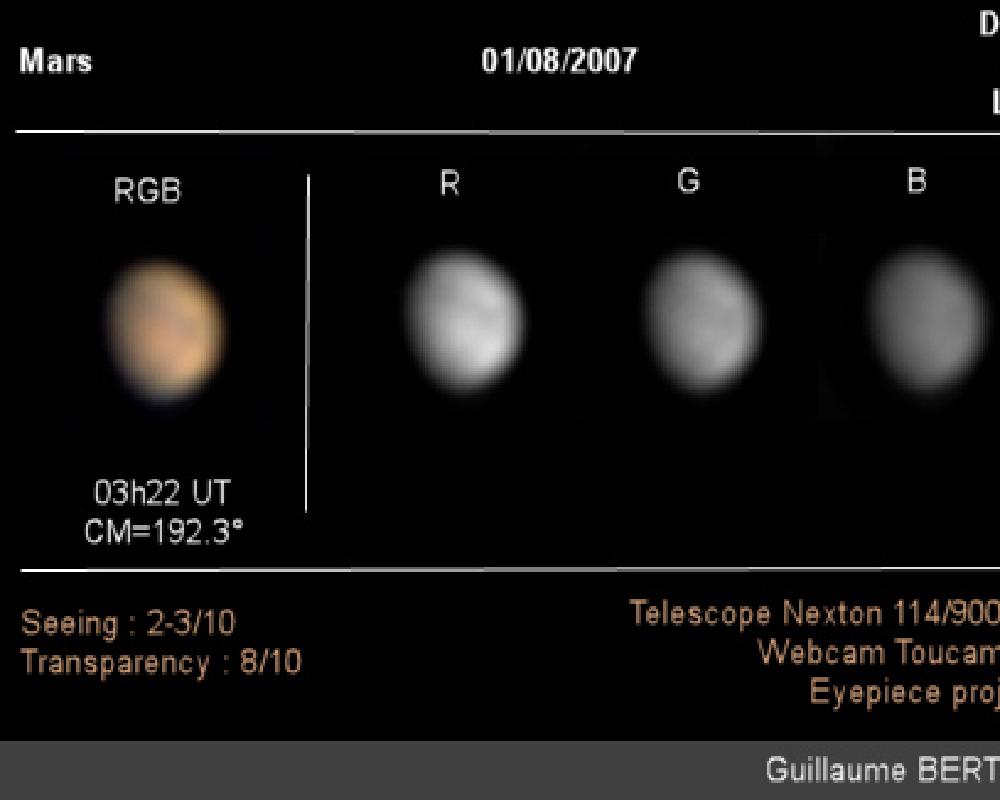 D
Mars 01/08/2007
L
RGB R G B
03h22 UT
CM=192.3°
Seeing : 2-3/10
Transparency : 8/10
Telescope Nexton 114/900
Webcam Toucam
Eyepiece proj
Guillaume BERT